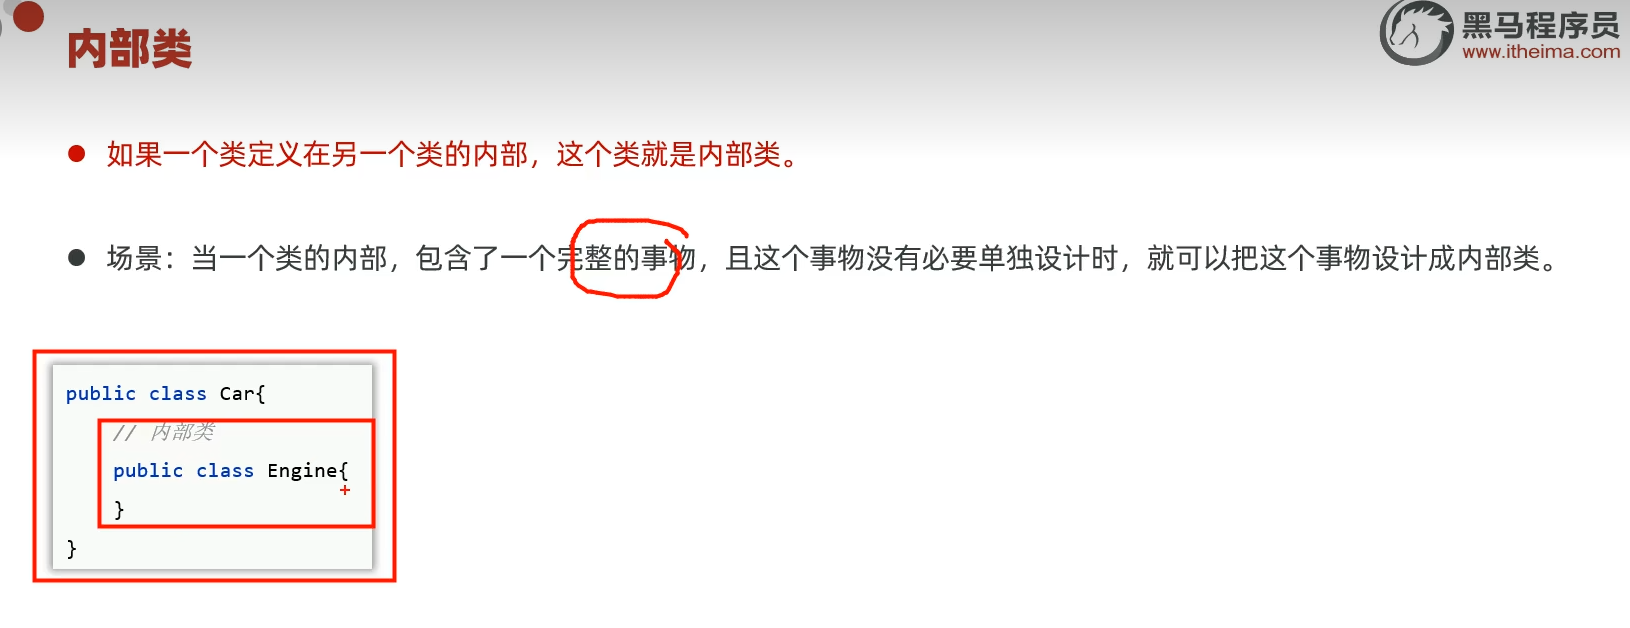 内部类
黑马程序员
www.itheima.com
如果一个类定义在另一个类的内部，这个类就是内部类。
场景：当一个类的内部，包含了一个完整的事物，且这个事物没有必要单独设计时，就可以把这个事物设计成内部类。
public class Car{
// 内部类
public class Engine{
}
}